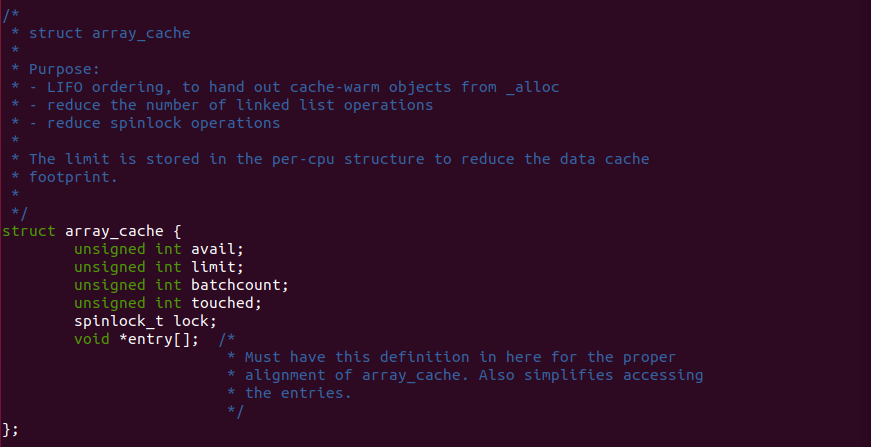 /*
 * struct array_cache
 *
 * Purpose:
 * - LIFO ordering, to hand out cache-warm objects from _alloc
 * - reduce the number of linked list operations
 * - reduce spinlock operations
 *
 * The limit is stored in the per-cpu structure to reduce the data cache
 * footprint.
 *
 */
struct array_cache {
        unsigned int avail;
        unsigned int limit;
        unsigned int batchcount;
        unsigned int touched;
        spinlock_t lock;
        void *entry[];  /*
                         * Must have this definition in here for the proper
                         * alignment of array_cache. Also simplifies accessing
                         * the entries.
                         */
};